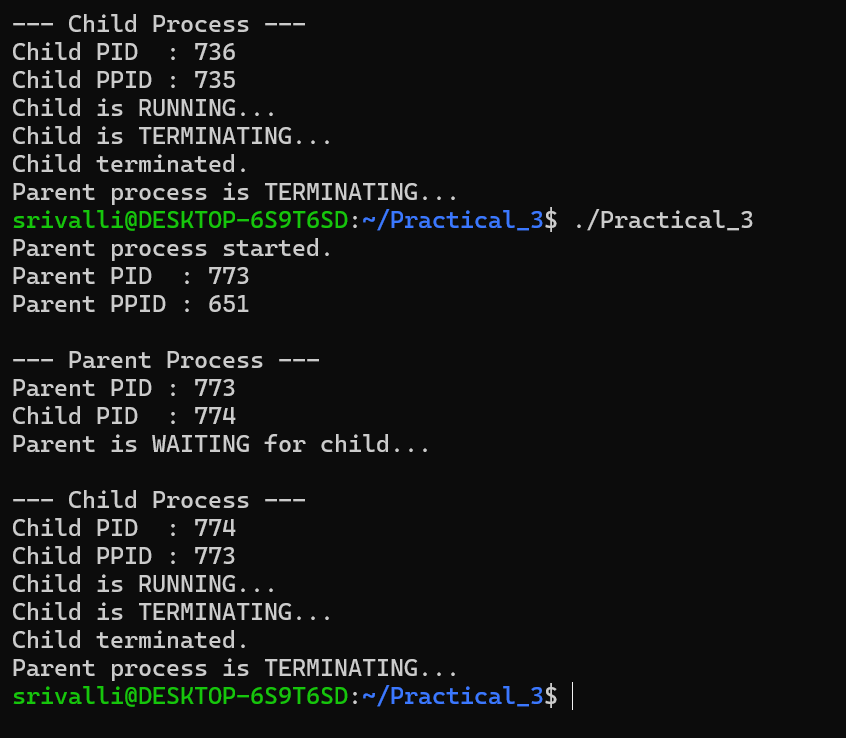 --- Child Process ---
Child PID  : 736
Child PPID : 735
Child is RUNNING...
Child is TERMINATING...
Child terminated.
Parent process is TERMINATING...
srivalli@DESKTOP-6S9T6SD:~/Practical_3$ ./Practical_3
Parent process started.
Parent PID  : 773
Parent PPID : 651

--- Parent Process ---
Parent PID : 773
Child PID  : 774
Parent is WAITING for child...

--- Child Process ---
Child PID  : 774
Child PPID : 773
Child is RUNNING...
Child is TERMINATING...
Child terminated.
Parent process is TERMINATING...
srivalli@DESKTOP-6S9T6SD:~/Practical_3$